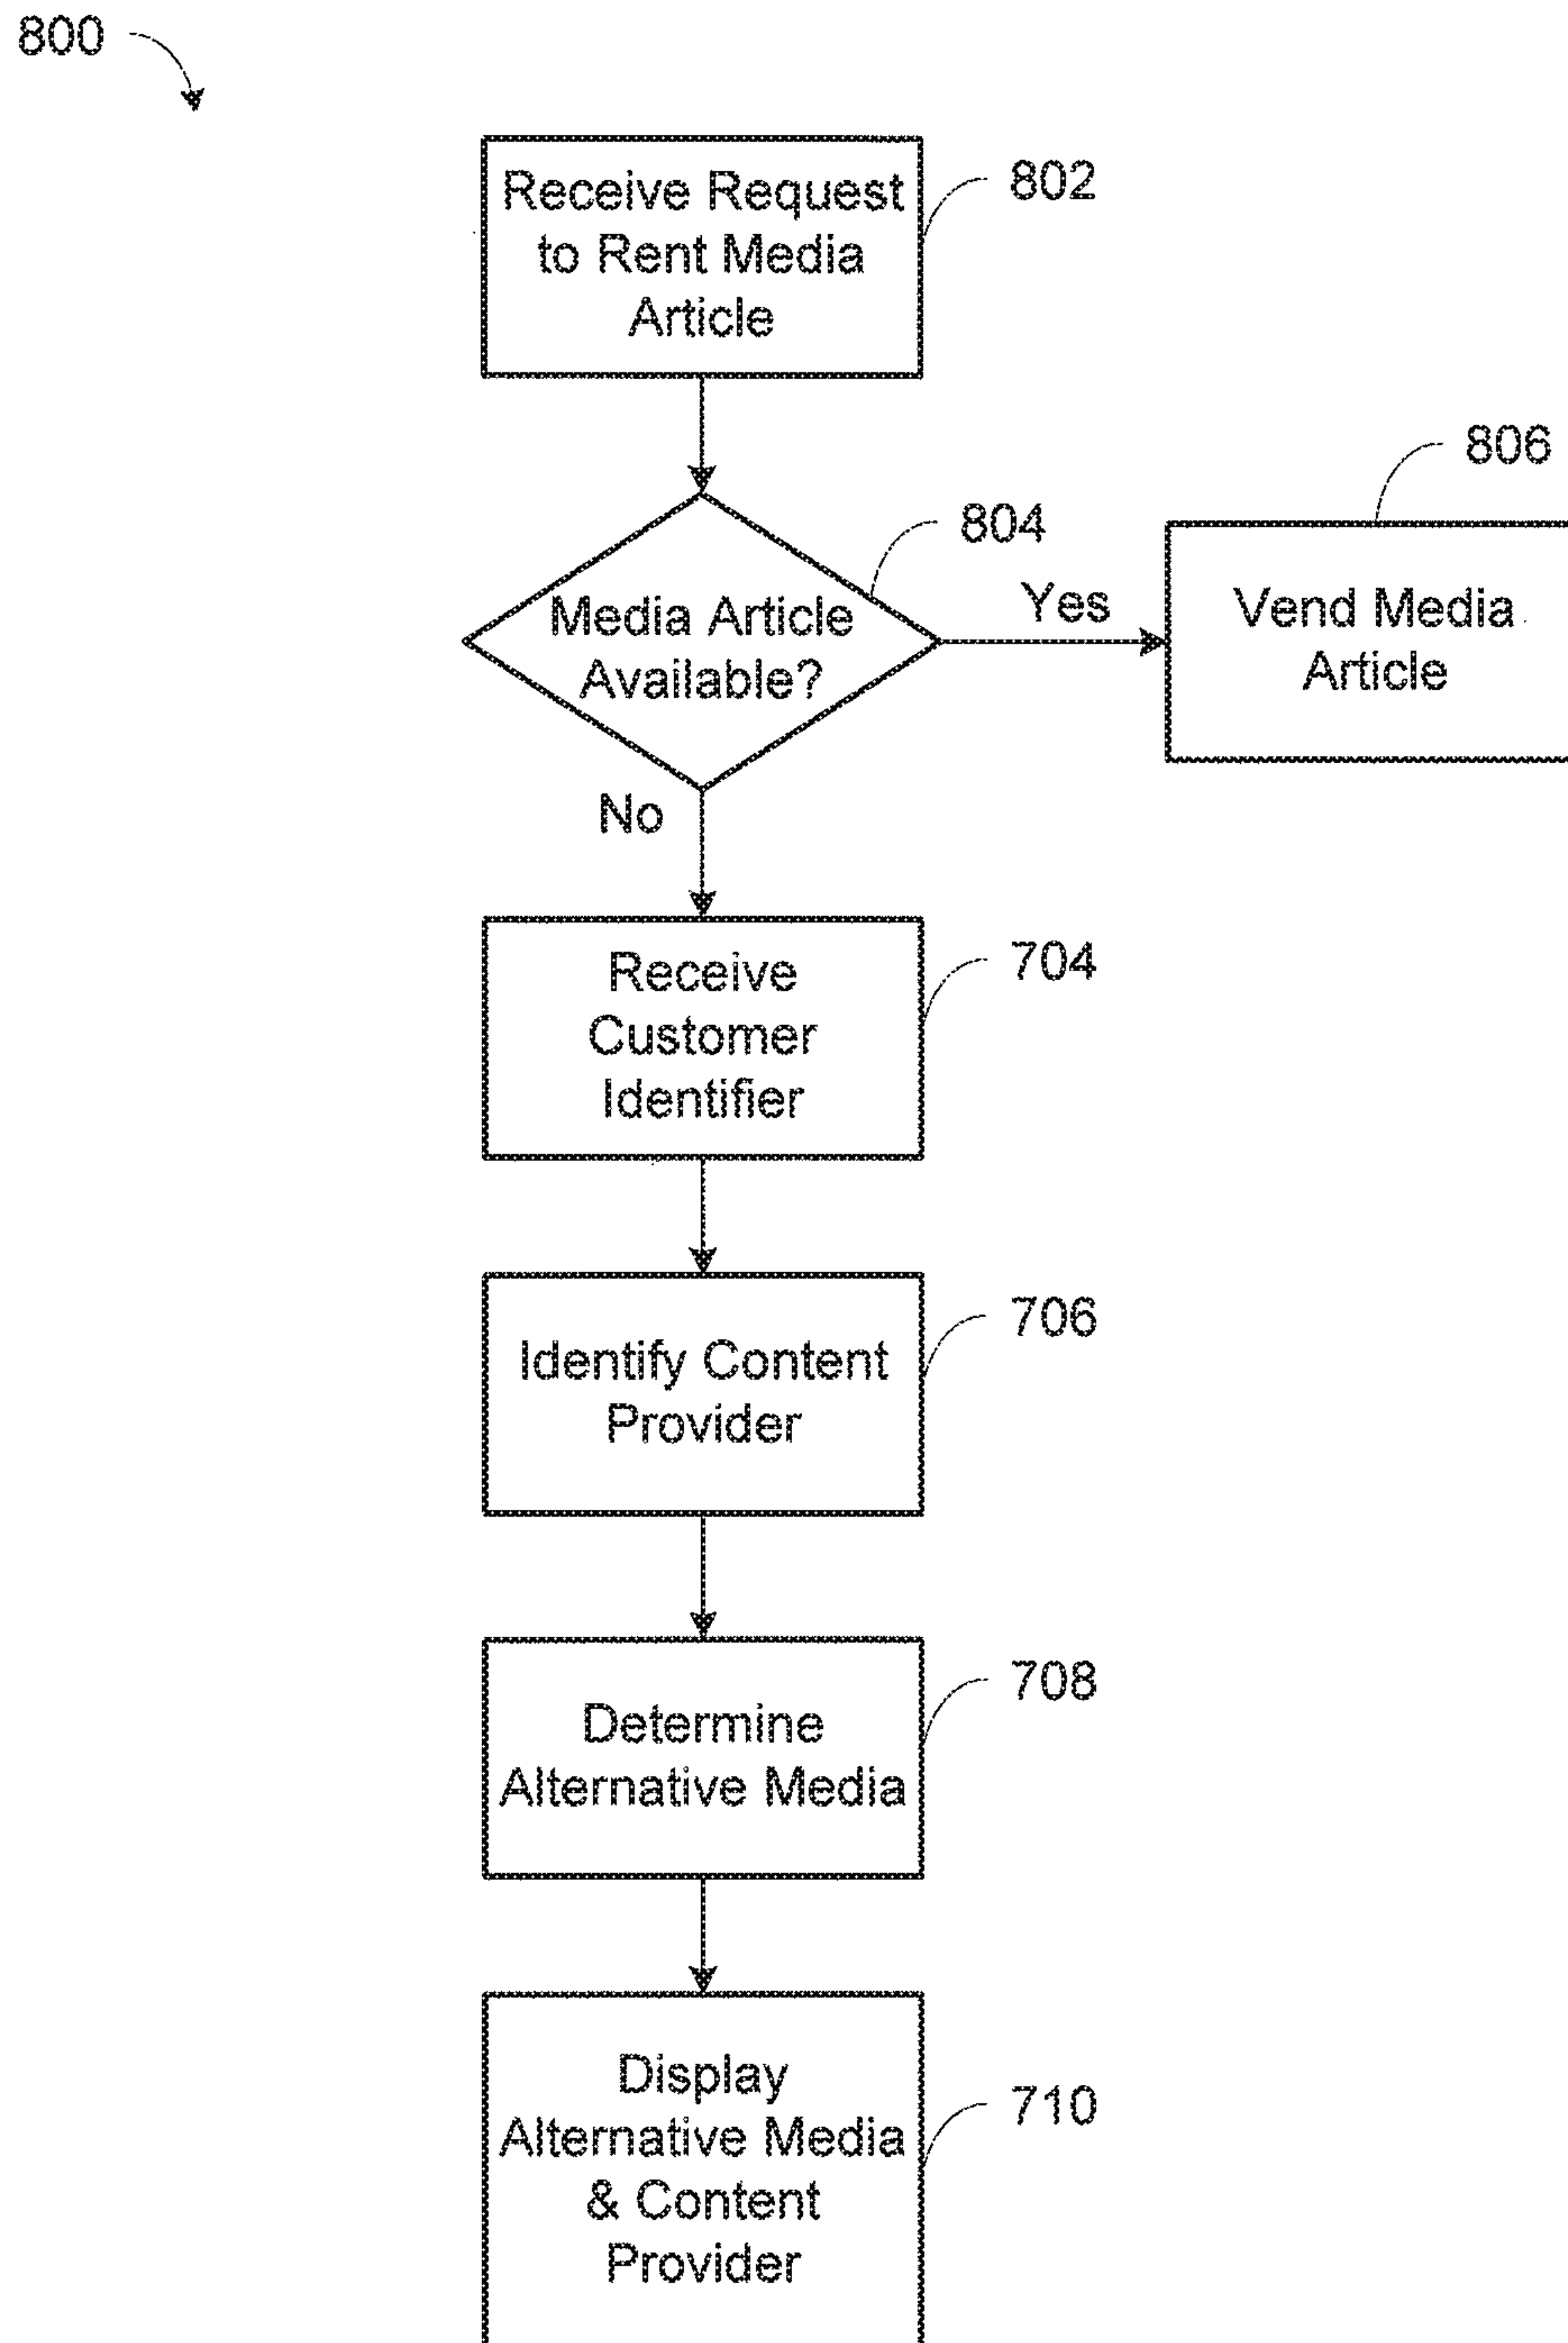 800
Receive Request
to Rent Media
Article
802
804
Media Article
Available?
Yes
806
Vend Media
Article
No
Receive
Customer
Identifier
704
Identify Content
Provider
706
Determine
Alternative Media
708
Display
Alternative Media
& Content
Provider
710